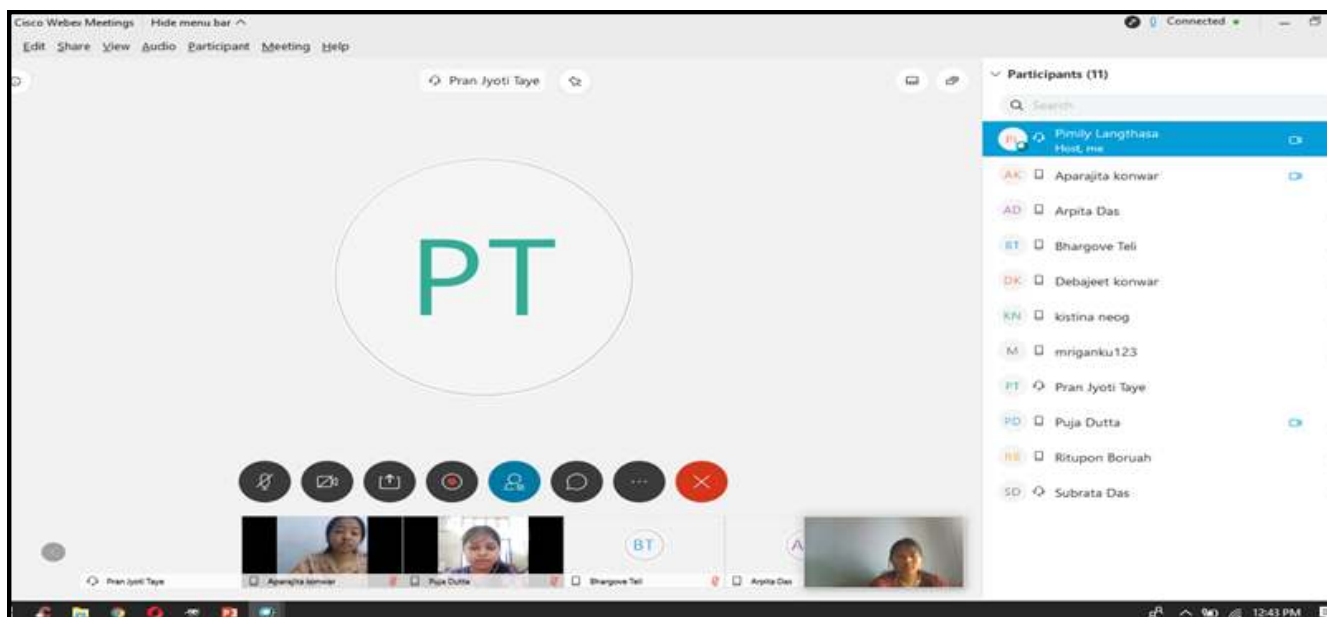 Cisco Webex Meetings Hide menu bar
Connected
Edit Share View Audio Participant Meeting Help
Pran Jyoti Taye
Participants (11)
Search
PL Pimily Langthasa
Host, me
AK Aparajita konwar
AD Arpita Das
BT Bhargove Teli
DK Debajeet konwar
KN kistina neog
M mriganku123
PT Pran Jyoti Taye
PD Puja Dutta
RB Ritupon Boruah
SD Subrata Das
PT
BT
A
Pran Jyoti Taye
Aparajita konwar
Puja Dutta
Bhargove Teli
Arpita Das
12:43 PM